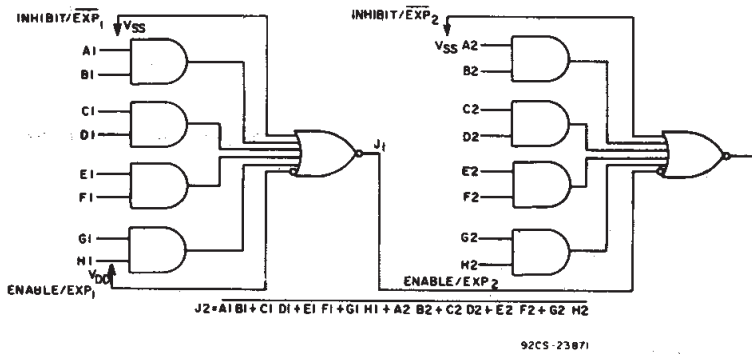 INHIBIT/EXP1
VSS
A1
B1
C1
D1
E1
F1
G1
H1
VDD
ENABLE/EXP1
J1
INHIBIT/EXP2
VSS
A2
B2
C2
D2
E2
F2
G2
H2
ENABLE/EXP2
J2=A1 B1+ C1 D1+ E1 F1+ G1 H1+ A2 B2+ C2 D2+ E2 F2+ G2 H2
92CS-23871